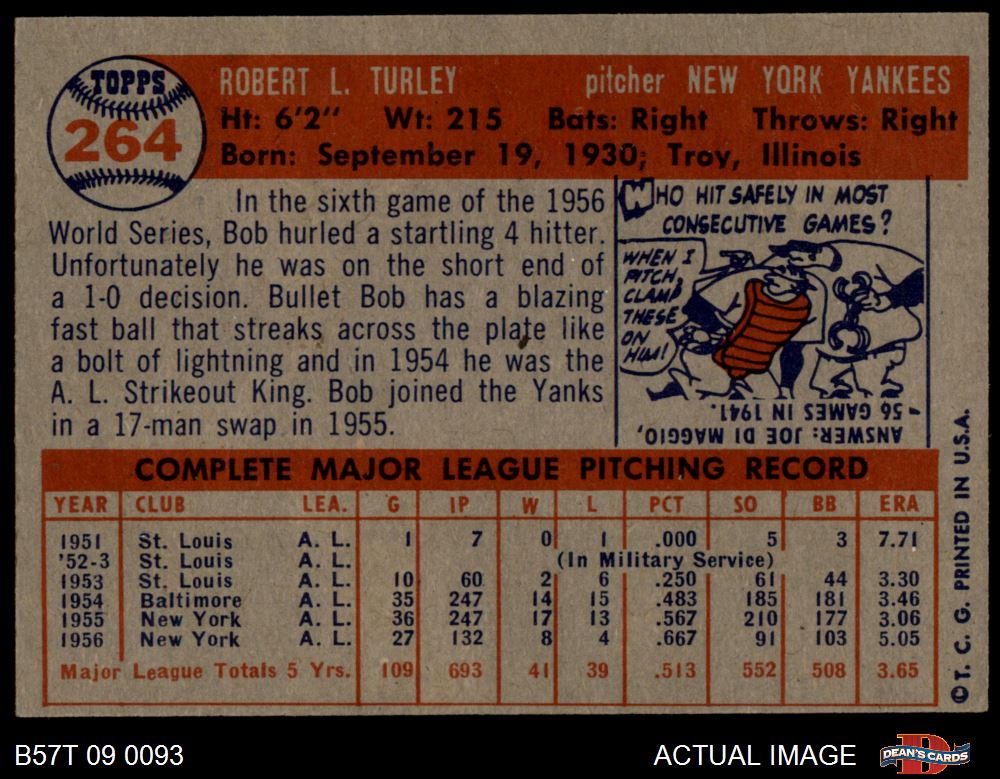 TOPPS
264
ROBERT L. TURLEY pitcher NEW YORK YANKEES
Ht: 6'2" Wt: 215 Bats: Right Throws: Right
Born: September 19, 1930; Troy, Illinois
In the sixth game of the 1956
World Series, Bob hurled a startling 4 hitter.
Unfortunately he was on the short end of
a 1-0 decision. Bullet Bob has a blazing
fast ball that streaks across the plate like
a bolt of lightning and in 1954 he was the
A. L. Strikeout King. Bob joined the Yanks
in a 17-man swap in 1955.
WHO HIT SAFELY IN MOST
CONSECUTIVE GAMES?
WHEN I
PITCH,
CLAMP
THESE
ON
HIM!
ANSWER: JOE DI MAGGIO,
- 56 GAMES IN 1941.
COMPLETE MAJOR LEAGUE PITCHING RECORD
YEAR CLUB LEA. G IP W L PCT SO BB ERA
1951 St. Louis A. L. 1 7 0 1 .000 5 3 7.71
'52-3 St. Louis A. L. (In Military Service)
1953 St. Louis A. L. 10 60 2 6 .250 61 44 3.30
1954 Baltimore A. L. 35 247 14 15 .483 185 181 3.46
1955 New York A. L. 36 247 17 13 .567 210 177 3.06
1956 New York A. L. 27 132 8 4 .667 91 103 5.05
Major League Totals 5 Yrs. 109 693 41 39 .513 552 508 3.65
©T. C. G. PRINTED IN U.S.A.
B57T 09 0093 ACTUAL IMAGE
DEAN'S CARDS